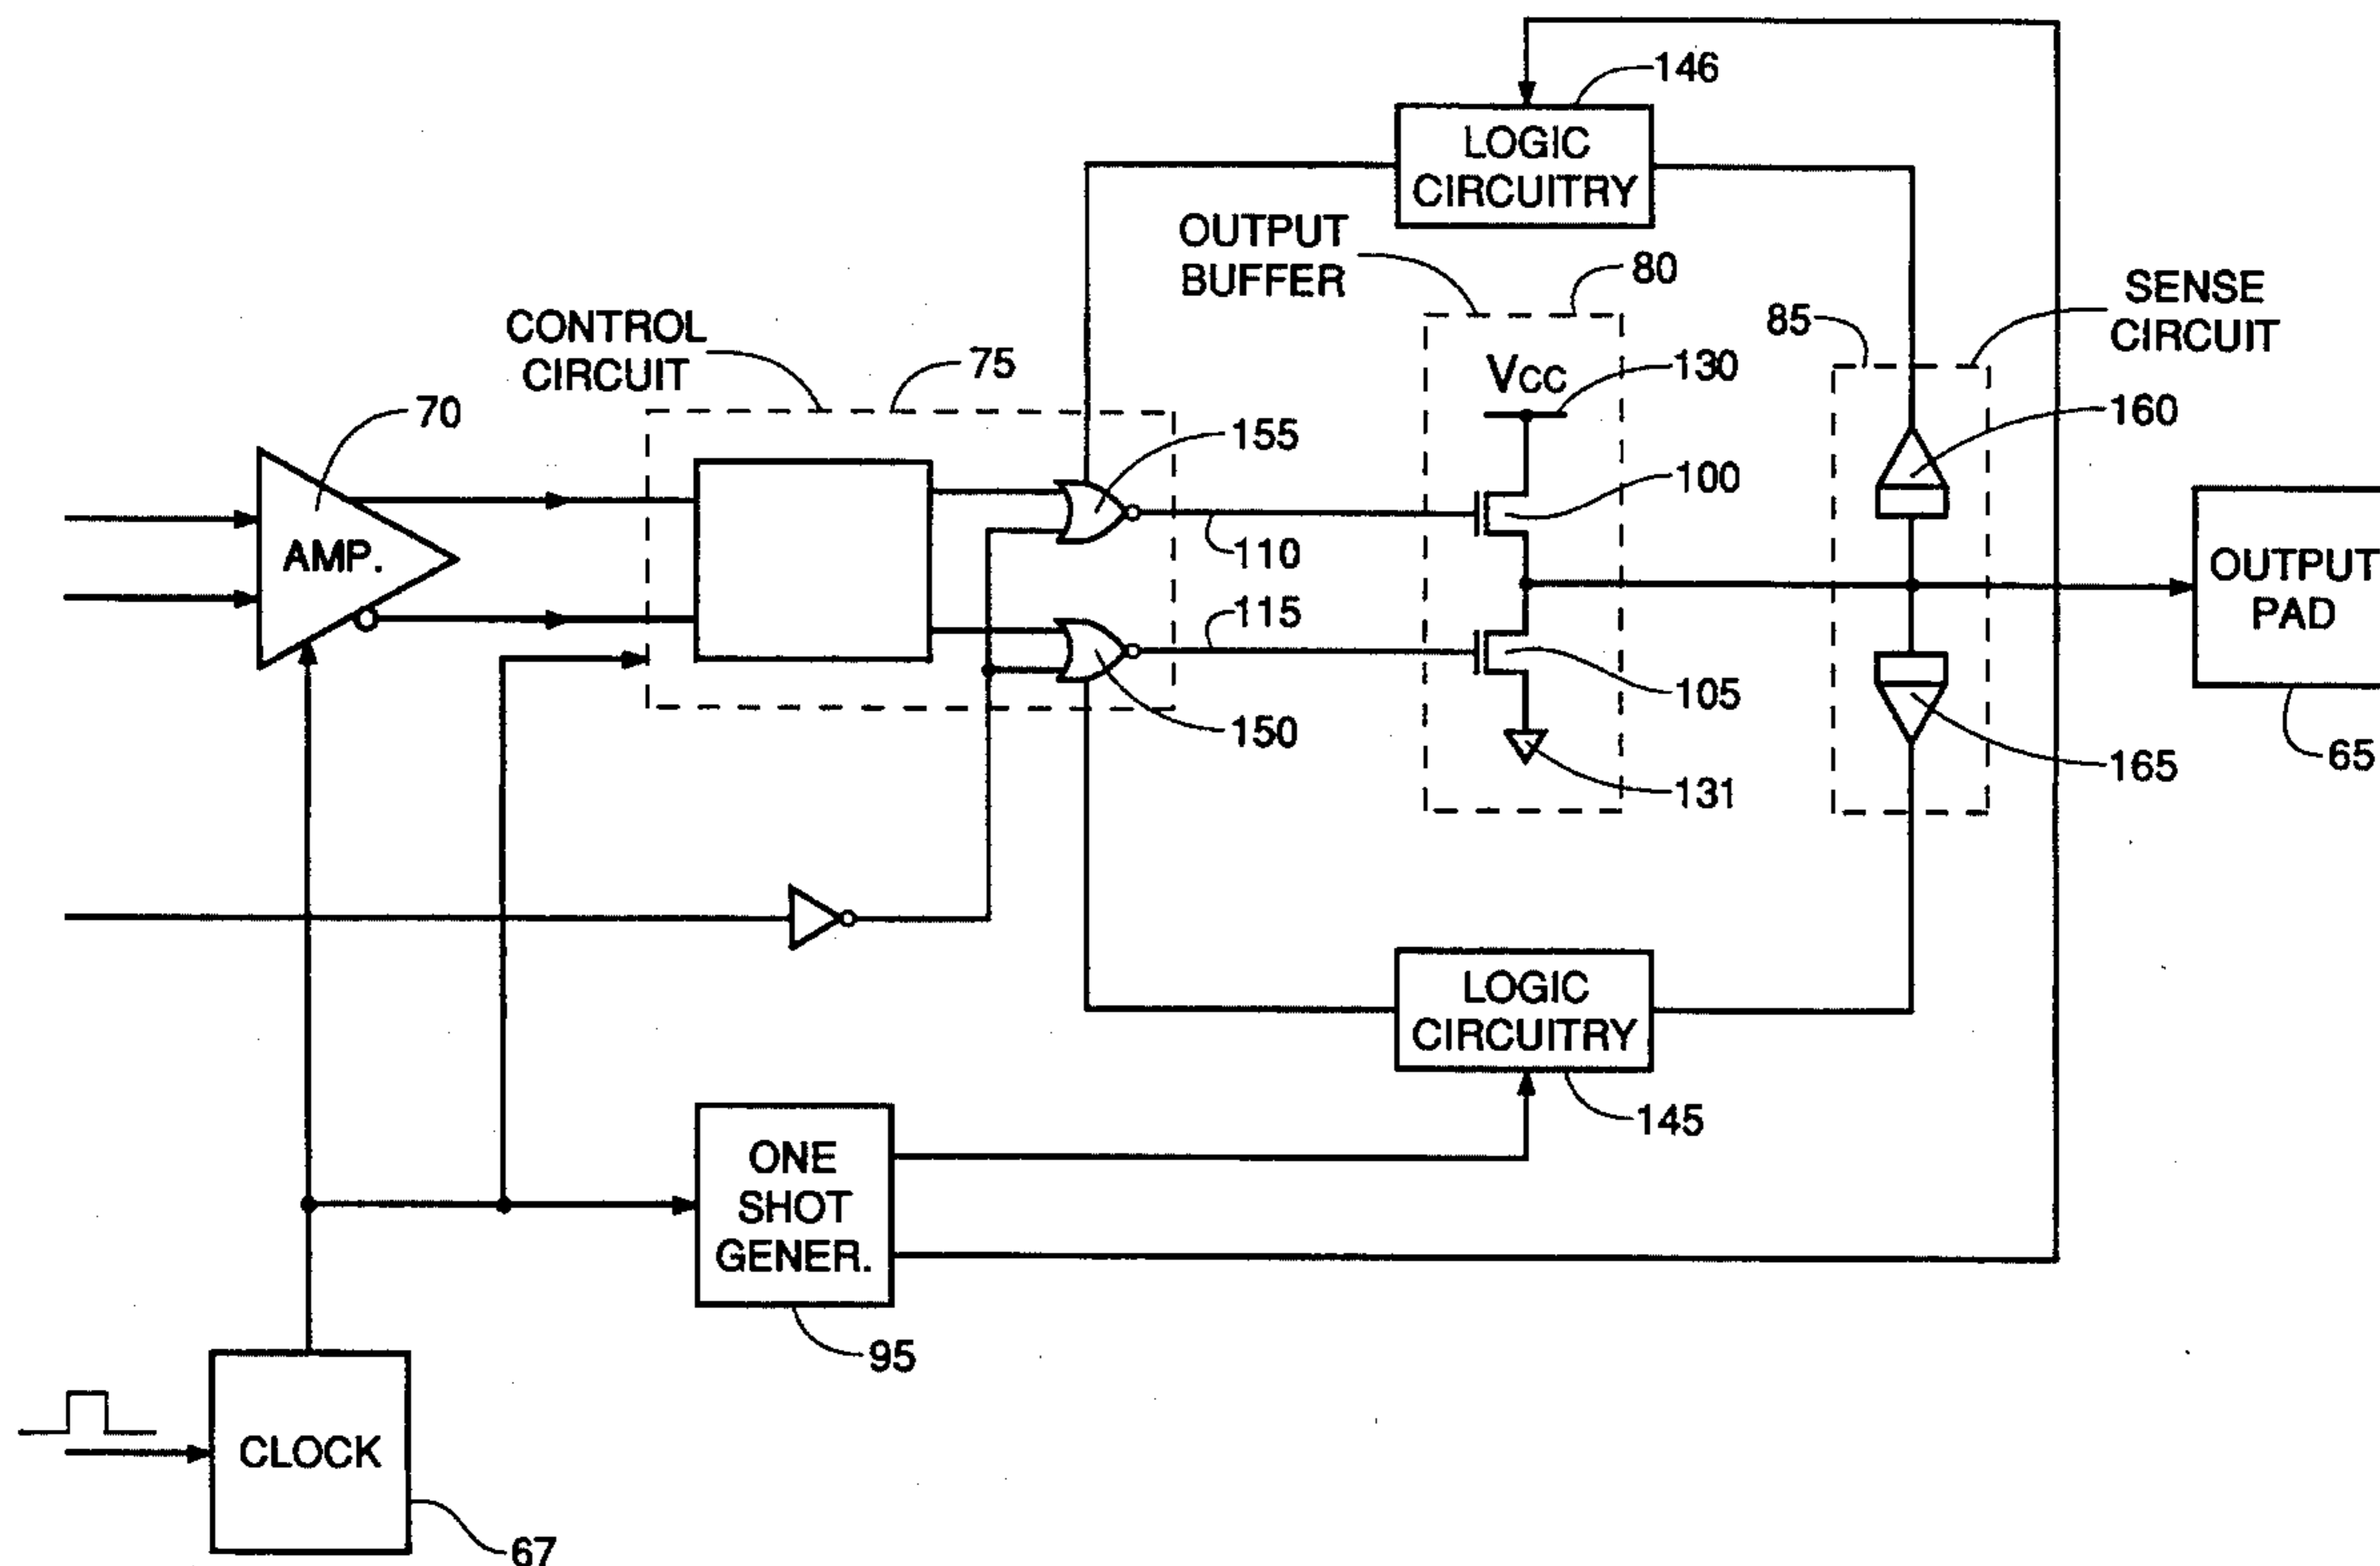 146
LOGIC
CIRCUITRY
OUTPUT
BUFFER
80
SENSE
CIRCUIT
85
CONTROL
CIRCUIT
75
VCC
130
160
70
155
100
AMP.
110
OUTPUT
PAD
115
105
150
131
165
65
LOGIC
CIRCUITRY
145
ONE
SHOT
GENER.
95
CLOCK
67